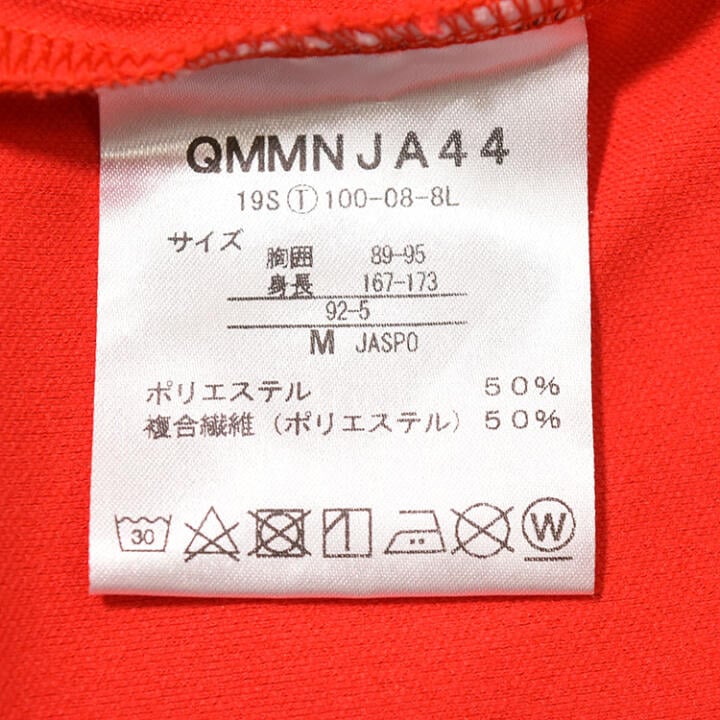 QMMNJA44
19S Ⓣ 100-08-8L
サイズ
胸囲 89-95
身長 167-173
92-5
M JASPO
ポリエステル 50%
複合繊維 (ポリエステル) 50%
30 W